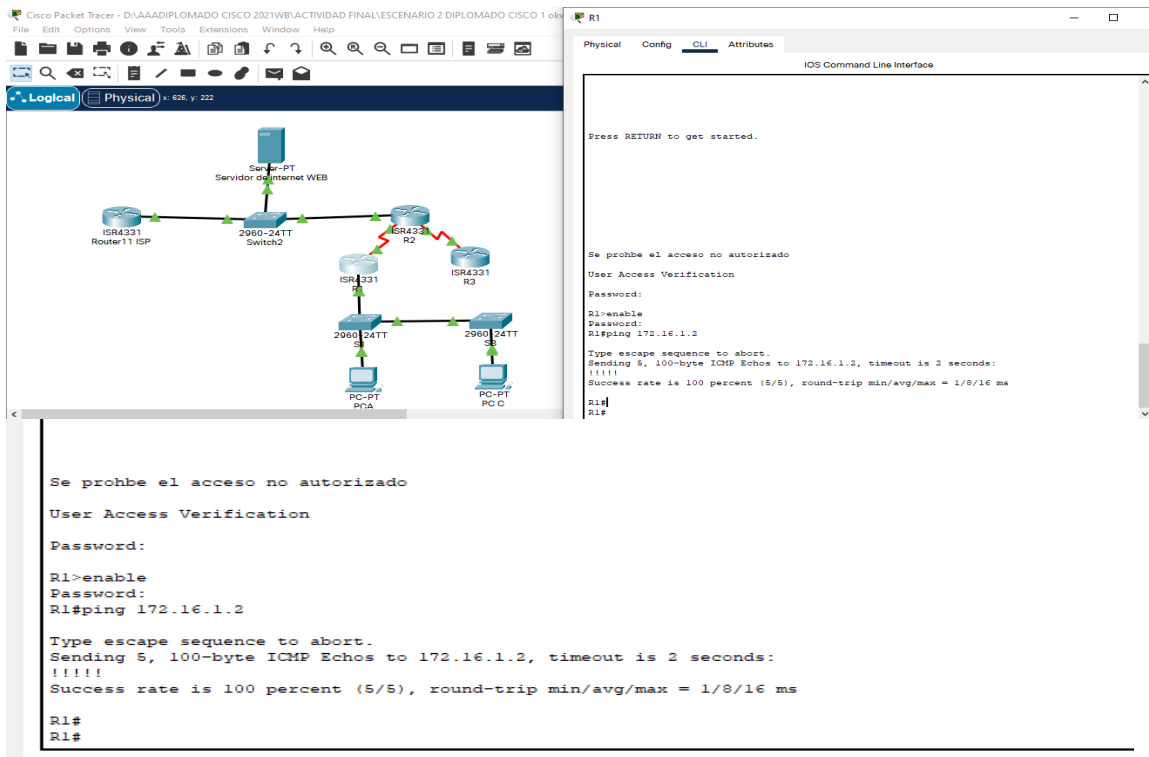 Cisco Packet Tracer - D:\AAADIPLOMADO CISCO 2021WB\ACTIVIDAD FINAL\ESCENARIO 2 DIPLOMADO CISCO 1 okv
File Edit Options View Tools Extensions Window Help
Logical Physical x: 626, y: 222
Server-PT
Servidor de internet WEB
ISR4331
Router11 ISP
2960-24TT
Switch2
ISR4331
R2
ISR4331
R3
ISR4331
R1
2960-24TT
S1
2960-24TT
S3
PC-PT
PCA
PC-PT
PC C
R1
Physical Config CLI Attributes
IOS Command Line Interface
Press RETURN to get started.
Se prohbe el acceso no autorizado
User Access Verification
Password:
R1>enable
Password:
R1#ping 172.16.1.2
Type escape sequence to abort.
Sending 5, 100-byte ICMP Echos to 172.16.1.2, timeout is 2 seconds:
!!!!!
Success rate is 100 percent (5/5), round-trip min/avg/max = 1/8/16 ms
R1#
R1#
Se prohbe el acceso no autorizado
User Access Verification
Password:
R1>enable
Password:
R1#ping 172.16.1.2
Type escape sequence to abort.
Sending 5, 100-byte ICMP Echos to 172.16.1.2, timeout is 2 seconds:
!!!!!
Success rate is 100 percent (5/5), round-trip min/avg/max = 1/8/16 ms
R1#
R1#